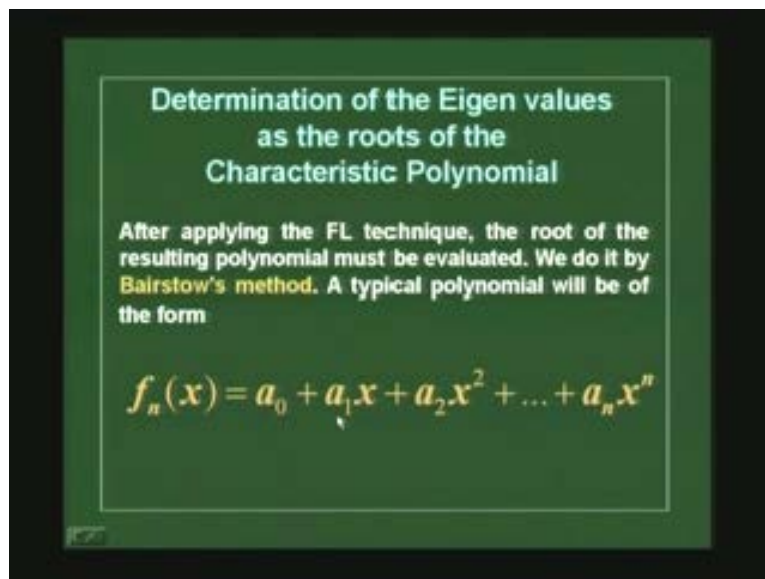 Determination of the Eigen values
as the roots of the
Characteristic Polynomial
After applying the FL technique, the root of the
resulting polynomial must be evaluated. We do it by
Bairstow's method. A typical polynomial will be of
the form
fₙ(x) = a₀ + a₁x + a₂x² + ... + aₙxⁿ